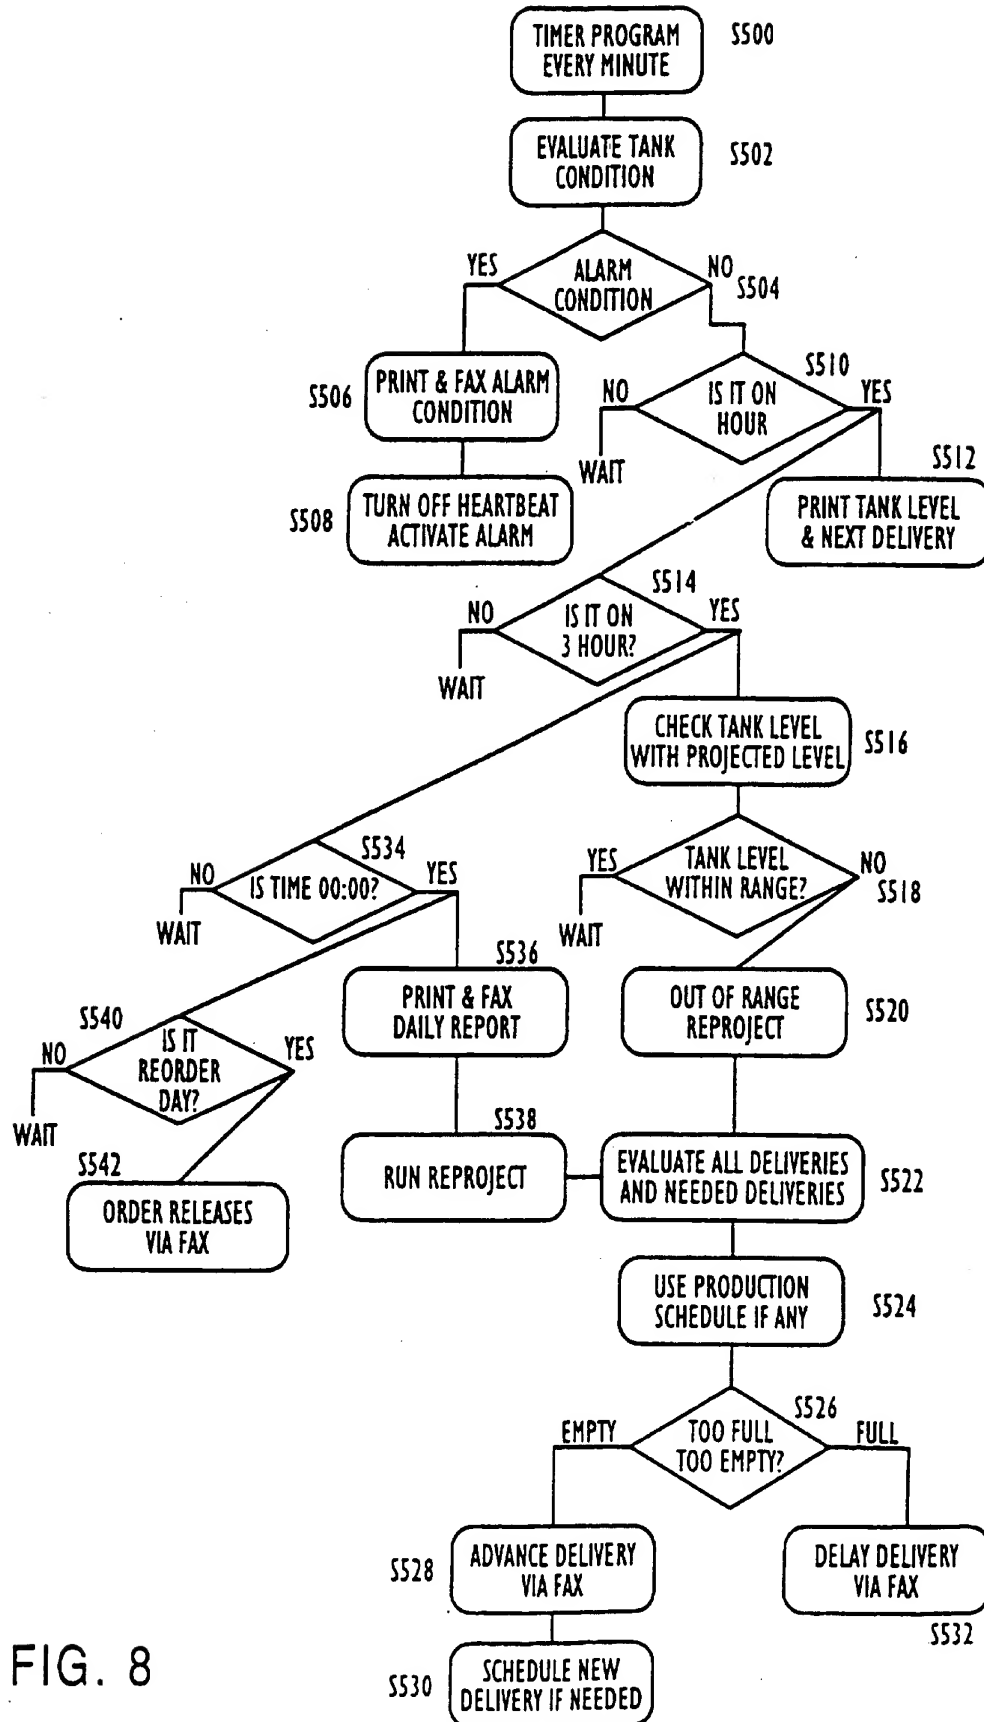 TIMER PROGRAM
EVERY MINUTE
S500
EVALUATE TANK
CONDITION
S502
YES
ALARM
CONDITION
NO
S504
S506
PRINT & FAX ALARM
CONDITION
S510
NO
IS IT ON
HOUR
YES
WAIT
S508
TURN OFF HEARTBEAT
ACTIVATE ALARM
S512
PRINT TANK LEVEL
& NEXT DELIVERY
S514
NO
IS IT ON
3 HOUR?
YES
WAIT
CHECK TANK LEVEL
WITH PROJECTED LEVEL
S516
S534
NO
IS TIME 00:00?
YES
WAIT
YES
TANK LEVEL
WITHIN RANGE?
NO
S518
WAIT
S536
PRINT & FAX
DAILY REPORT
OUT OF RANGE
REPROJECT
S520
S540
NO
IS IT
REORDER
DAY?
YES
WAIT
S538
RUN REPROJECT
EVALUATE ALL DELIVERIES
AND NEEDED DELIVERIES
S522
S542
ORDER RELEASES
VIA FAX
USE PRODUCTION
SCHEDULE IF ANY
S524
S526
EMPTY
TOO FULL
TOO EMPTY?
FULL
S528
ADVANCE DELIVERY
VIA FAX
DELAY DELIVERY
VIA FAX
S532
S530
SCHEDULE NEW
DELIVERY IF NEEDED
FIG. 8